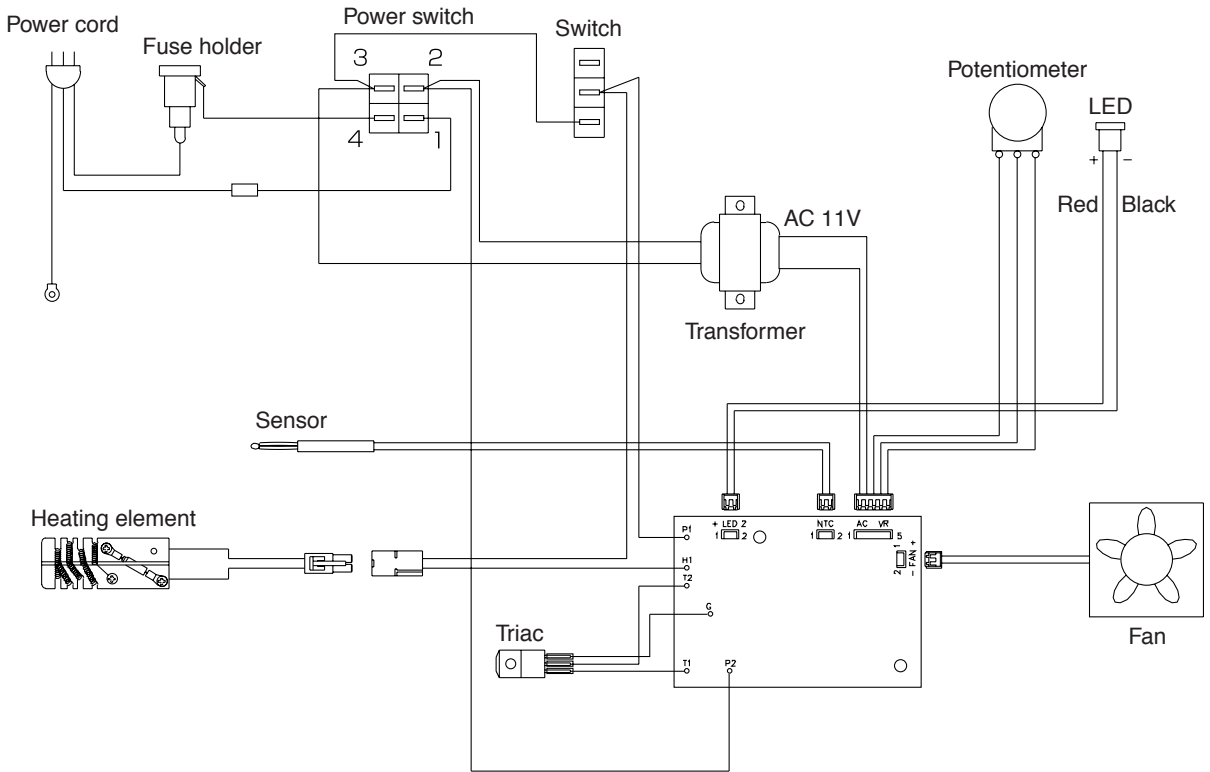 Power cord
Fuse holder
Power switch
3 2
4 1
Switch
Potentiometer
LED
+ −
Red Black
AC 11V
Transformer
Sensor
Heating element
Triac
P1
H1
T2
G
T1
P2
+ LED 2
1 2
NTC
1 2
AC VR
1 5
1
2
− FAN +
Fan